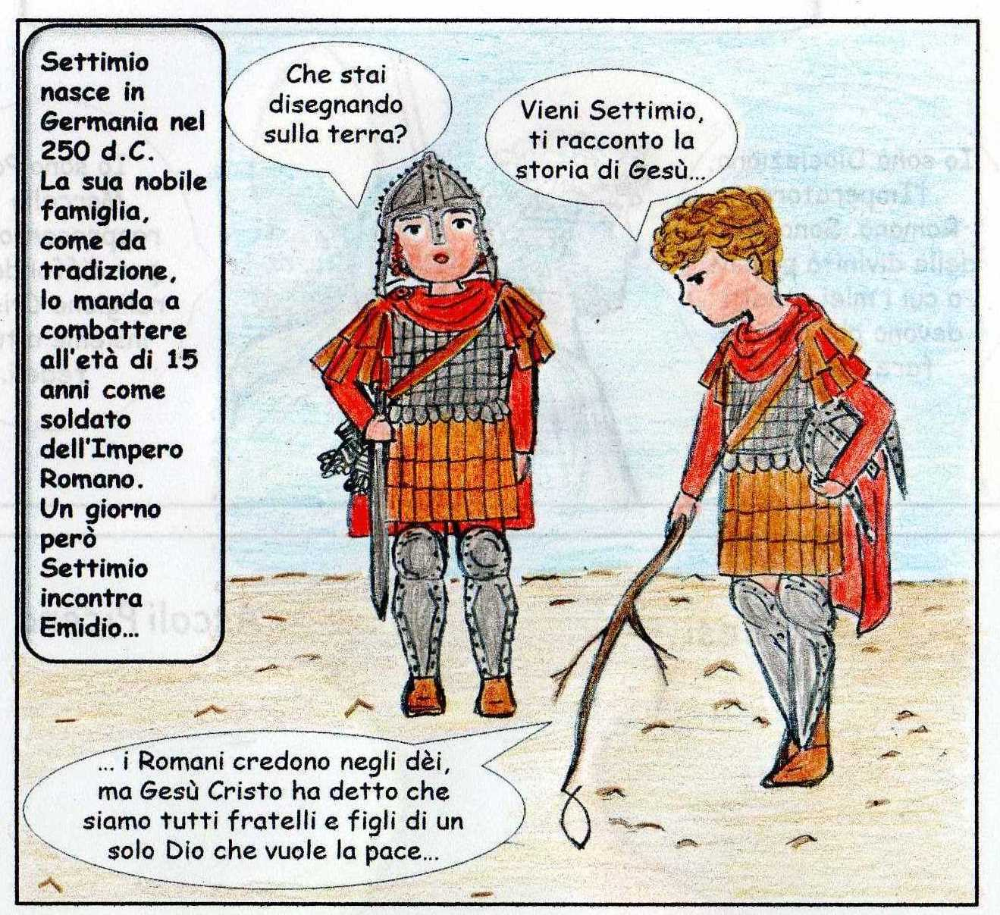 Settimio
nasce in
Germania nel
250 d.C.
La sua nobile
famiglia,
come da
tradizione,
lo manda a
combattere
all'età di 15
anni come
soldato
dell'Impero
Romano.
Un giorno
però
Settimio
incontra
Emidio...
Che stai
disegnando
sulla terra?
Vieni Settimio,
ti racconto la
storia di Gesù...
... i Romani credono negli dèi,
ma Gesù Cristo ha detto che
siamo tutti fratelli e figli di un
solo Dio che vuole la pace...